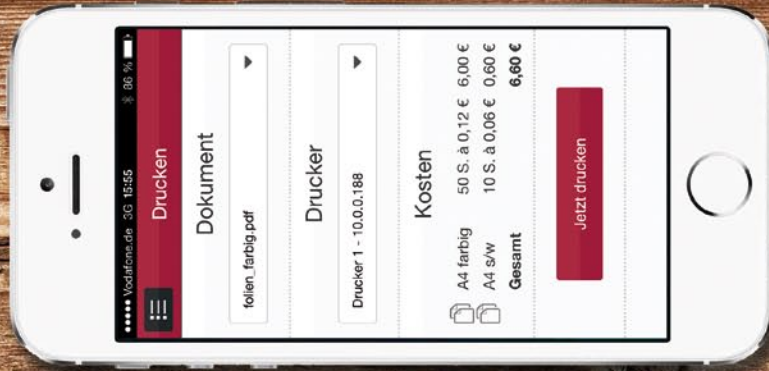 Vodafone.de 3G 15:55 86 %
Drucken
Dokument
folien_farbig.pdf
Drucker
Drucker 1 - 10.0.0.188
Kosten
A4 farbig 50 S. à 0,12 € 6,00 €
A4 s/w 10 S. à 0,06 € 0,60 €
Gesamt 6,60 €
Jetzt drucken